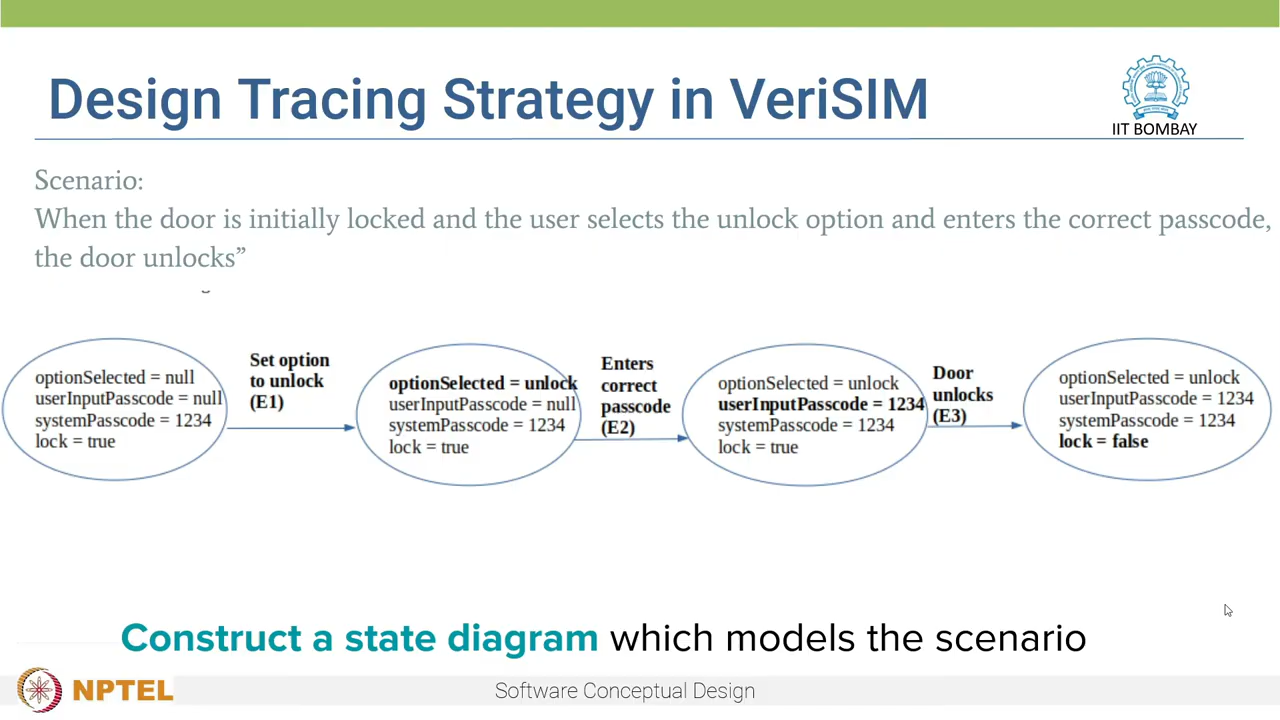 Design Tracing Strategy in VeriSIM
IIT BOMBAY
Scenario:
When the door is initially locked and the user selects the unlock option and enters the correct passcode,
the door unlocks”
optionSelected = null
userInputPasscode = null
systemPasscode = 1234
lock = true
Set option
to unlock
(E1)
optionSelected = unlock
userInputPasscode = null
systemPasscode = 1234
lock = true
Enters
correct
passcode
(E2)
optionSelected = unlock
userInputPasscode = 1234
systemPasscode = 1234
lock = true
Door
unlocks
(E3)
optionSelected = unlock
userInputPasscode = 1234
systemPasscode = 1234
lock = false
Construct a state diagram which models the scenario
NPTEL
Software Conceptual Design